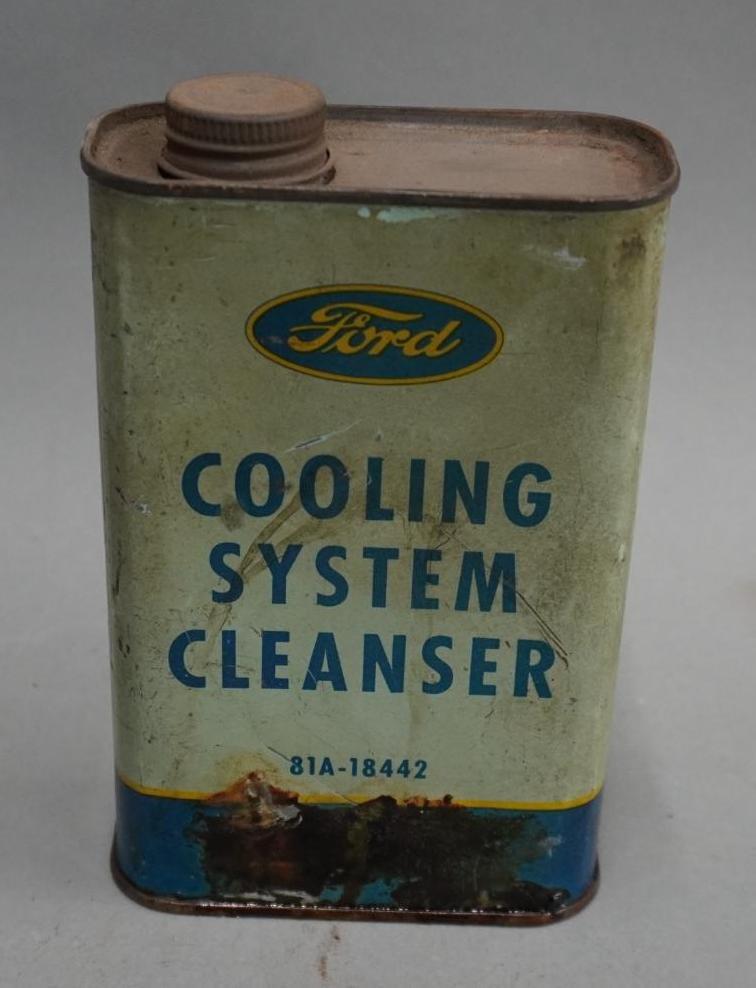 Ford
COOLING
SYSTEM
CLEANSER
81A-18442